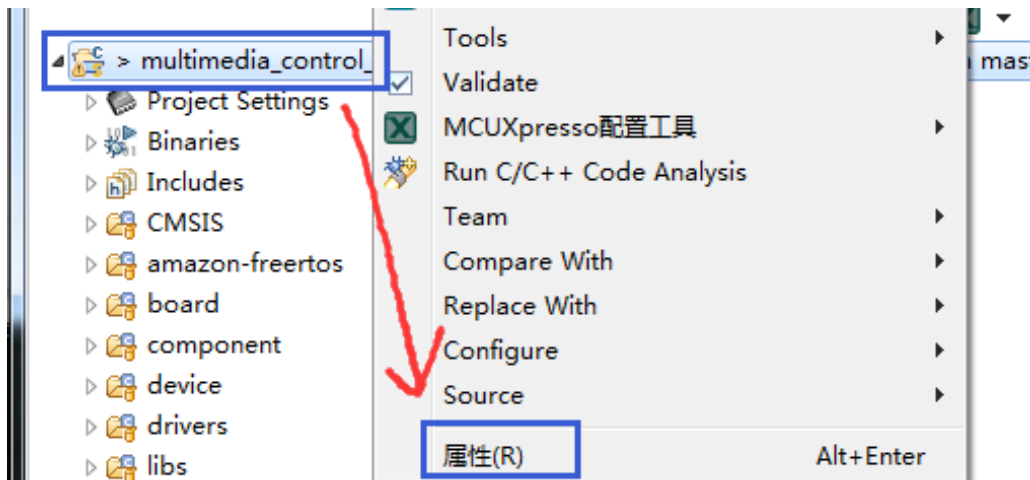 > multimedia_control_
Project Settings
Binaries
Includes
CMSIS
amazon-freertos
board
component
device
drivers
libs
Tools
Validate
MCUXpresso配置工具
Run C/C++ Code Analysis
Team
Compare With
Replace With
Configure
Source
属性(R) Alt+Enter
mas